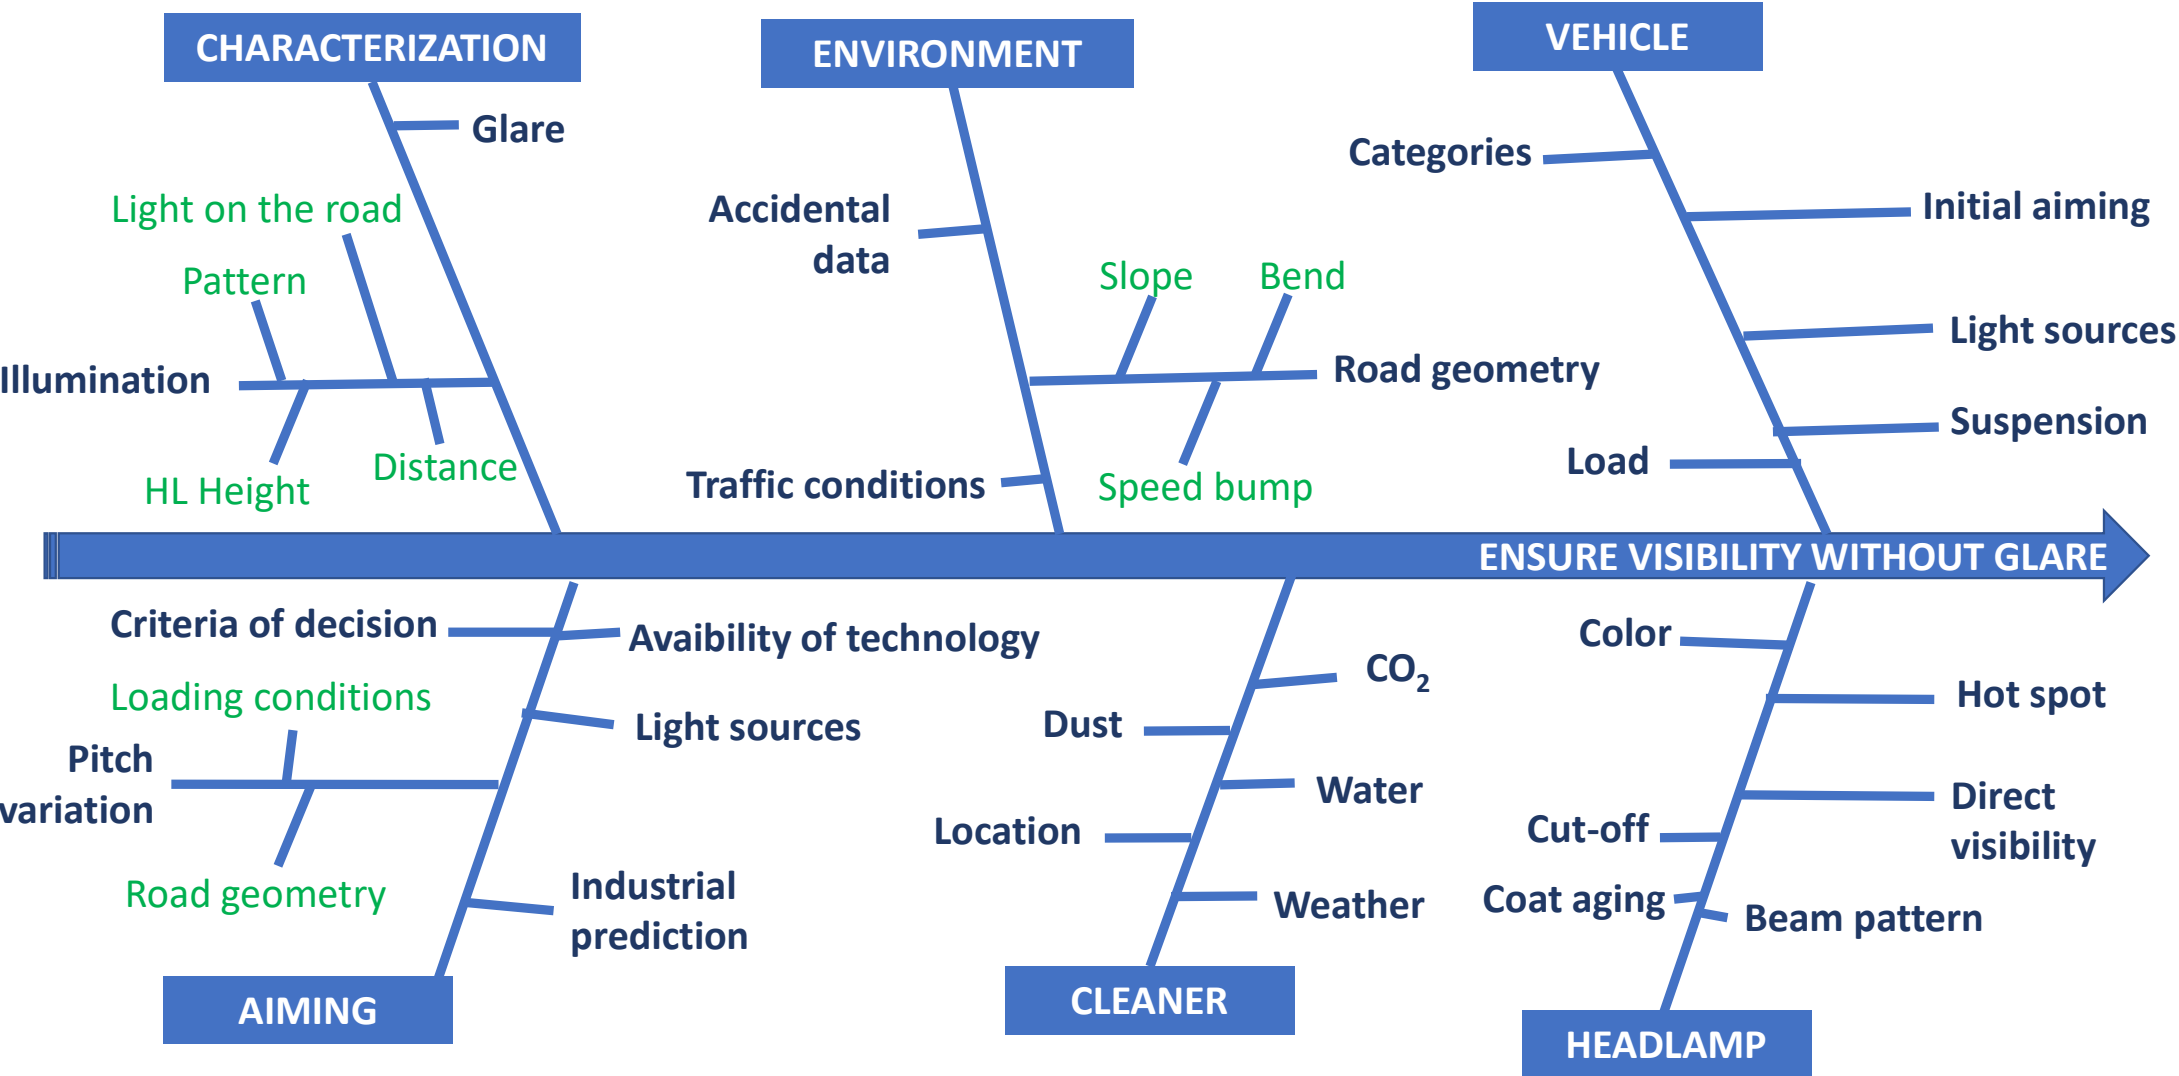 CHARACTERIZATION
ENVIRONMENT
VEHICLE
Glare
Categories
Light on the road
Accidental
data
Initial aiming
Pattern
Slope
Bend
Light sources
Illumination
Road geometry
Suspension
HL Height
Distance
Traffic conditions
Speed bump
Load
ENSURE VISIBILITY WITHOUT GLARE
Criteria of decision
Avaibility of technology
Color
CO₂
Loading conditions
Light sources
Dust
Hot spot
Pitch
variation
Water
Direct
visibility
Location
Cut-off
Road geometry
Industrial
prediction
Weather
Coat aging
Beam pattern
AIMING
CLEANER
HEADLAMP